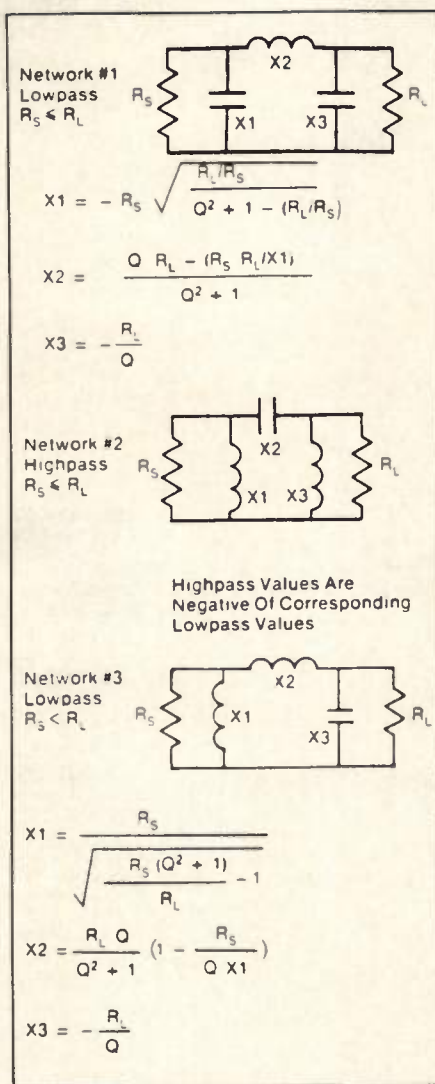 Network #1
Lowpass
R_S ≤ R_L
R_S X1 X2 X3 R_L
X1 = - R_S √((R_L/R_S) / (Q² + 1 - (R_L/R_S)))
X2 = (Q R_L - (R_S R_L/X1)) / (Q² + 1)
X3 = - R_L / Q
Network #2
Highpass
R_S ≤ R_L
R_S X1 X2 X3 R_L
Highpass Values Are
Negative Of Corresponding
Lowpass Values
Network #3
Lowpass
R_S < R_L
R_S X1 X2 X3 R_L
X1 = R_S / √((R_S (Q² + 1) / R_L) - 1)
X2 = (R_L Q / (Q² + 1)) (1 - R_S / (Q X1))
X3 = - R_L / Q